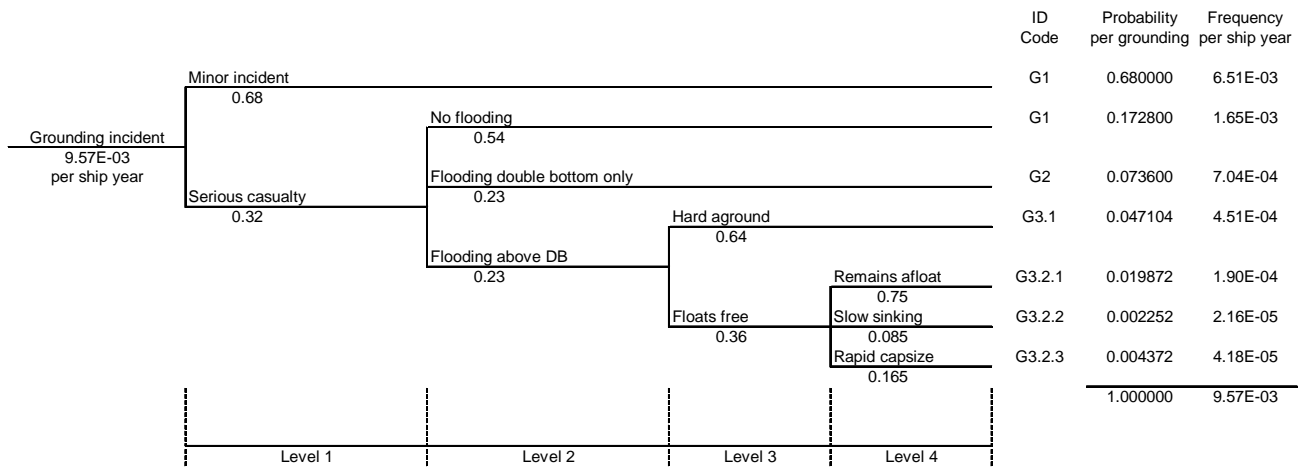 ID Probability Frequency
Code per grounding per ship year
Minor incident G1 0.680000 6.51E-03
0.68
No flooding G1 0.172800 1.65E-03
Grounding incident 0.54
9.57E-03
per ship year
Flooding double bottom only G2 0.073600 7.04E-04
Serious casualty 0.23
0.32
Hard aground G3.1 0.047104 4.51E-04
0.64
Flooding above DB
0.23
Remains afloat G3.2.1 0.019872 1.90E-04
0.75
Floats free Slow sinking G3.2.2 0.002252 2.16E-05
0.36 0.085
Rapid capsize G3.2.3 0.004372 4.18E-05
0.165
1.000000 9.57E-03
Level 1 Level 2 Level 3 Level 4